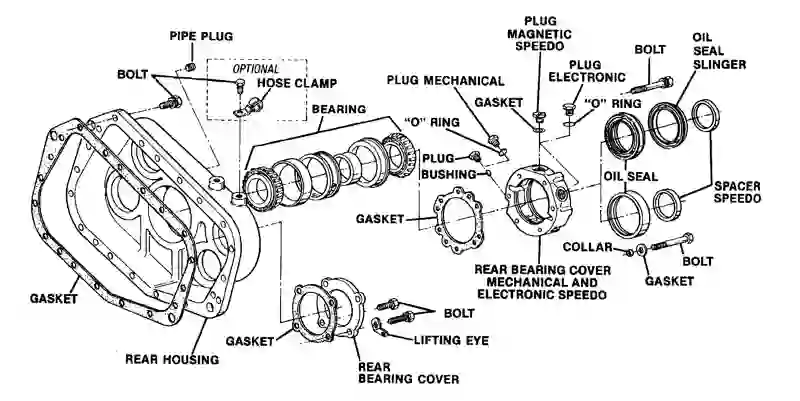 PIPE PLUG
BOLT
OPTIONAL
HOSE CLAMP
BEARING
PLUG
MAGNETIC
SPEEDO
PLUG MECHANICAL
GASKET
"O" RING
PLUG
BUSHING
PLUG
ELECTRONIC
"O" RING
BOLT
OIL
SEAL
SLINGER
OIL SEAL
SPACER
SPEEDO
GASKET
COLLAR
GASKET
BOLT
REAR BEARING COVER
MECHANICAL AND
ELECTRONIC SPEEDO
GASKET
REAR HOUSING
GASKET
BOLT
LIFTING EYE
REAR
BEARING COVER